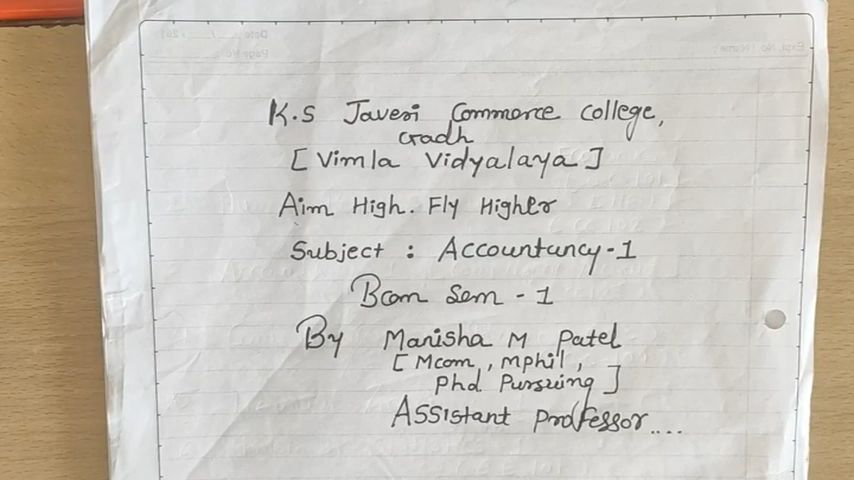 K.S Javeri Commerce College,
Gradh
[Vimla Vidyalaya]
Aim High. Fly Higher
Subject : Accountancy-1
Bcom Sem - 1
By Manisha M Patel
[Mcom, Mphil,
Phd Pursuing]
Assistant Professor....